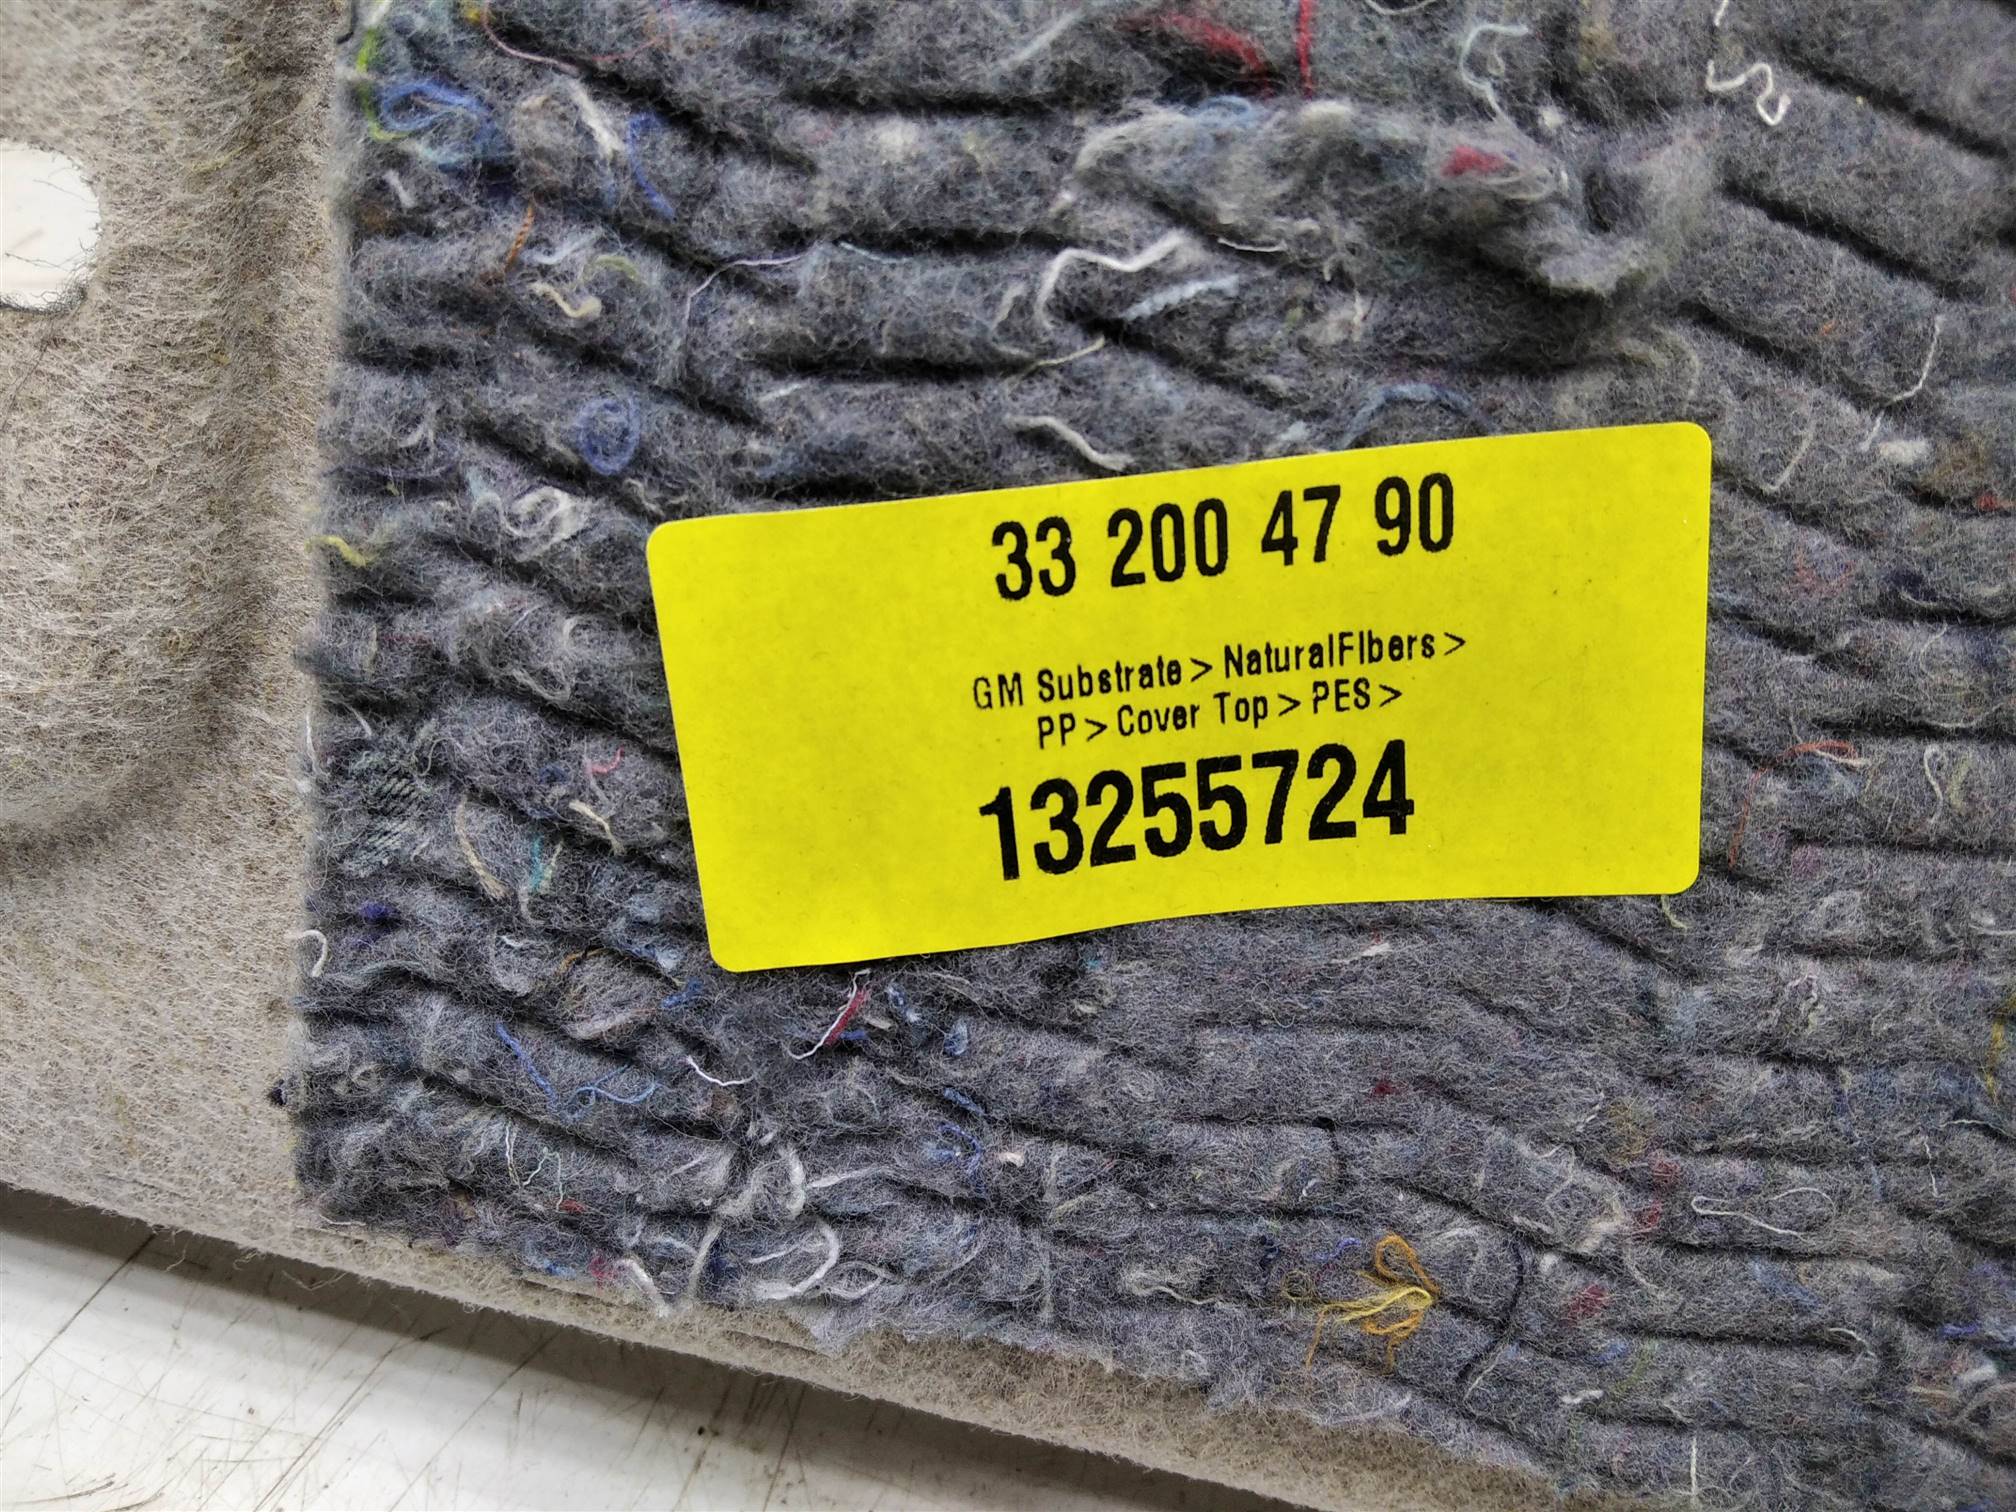 33 200 47 90
GM Substrate> NaturalFIbers>
PP> Cover Top> PES>
13255724